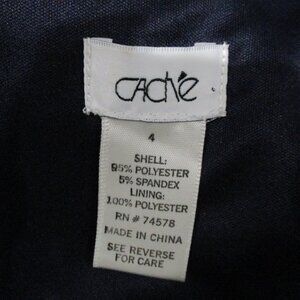 Caché
4
SHELL:
95% POLYESTER
5% SPANDEX
LINING:
100% POLYESTER
RN # 74578
MADE IN CHINA
SEE REVERSE
FOR CARE